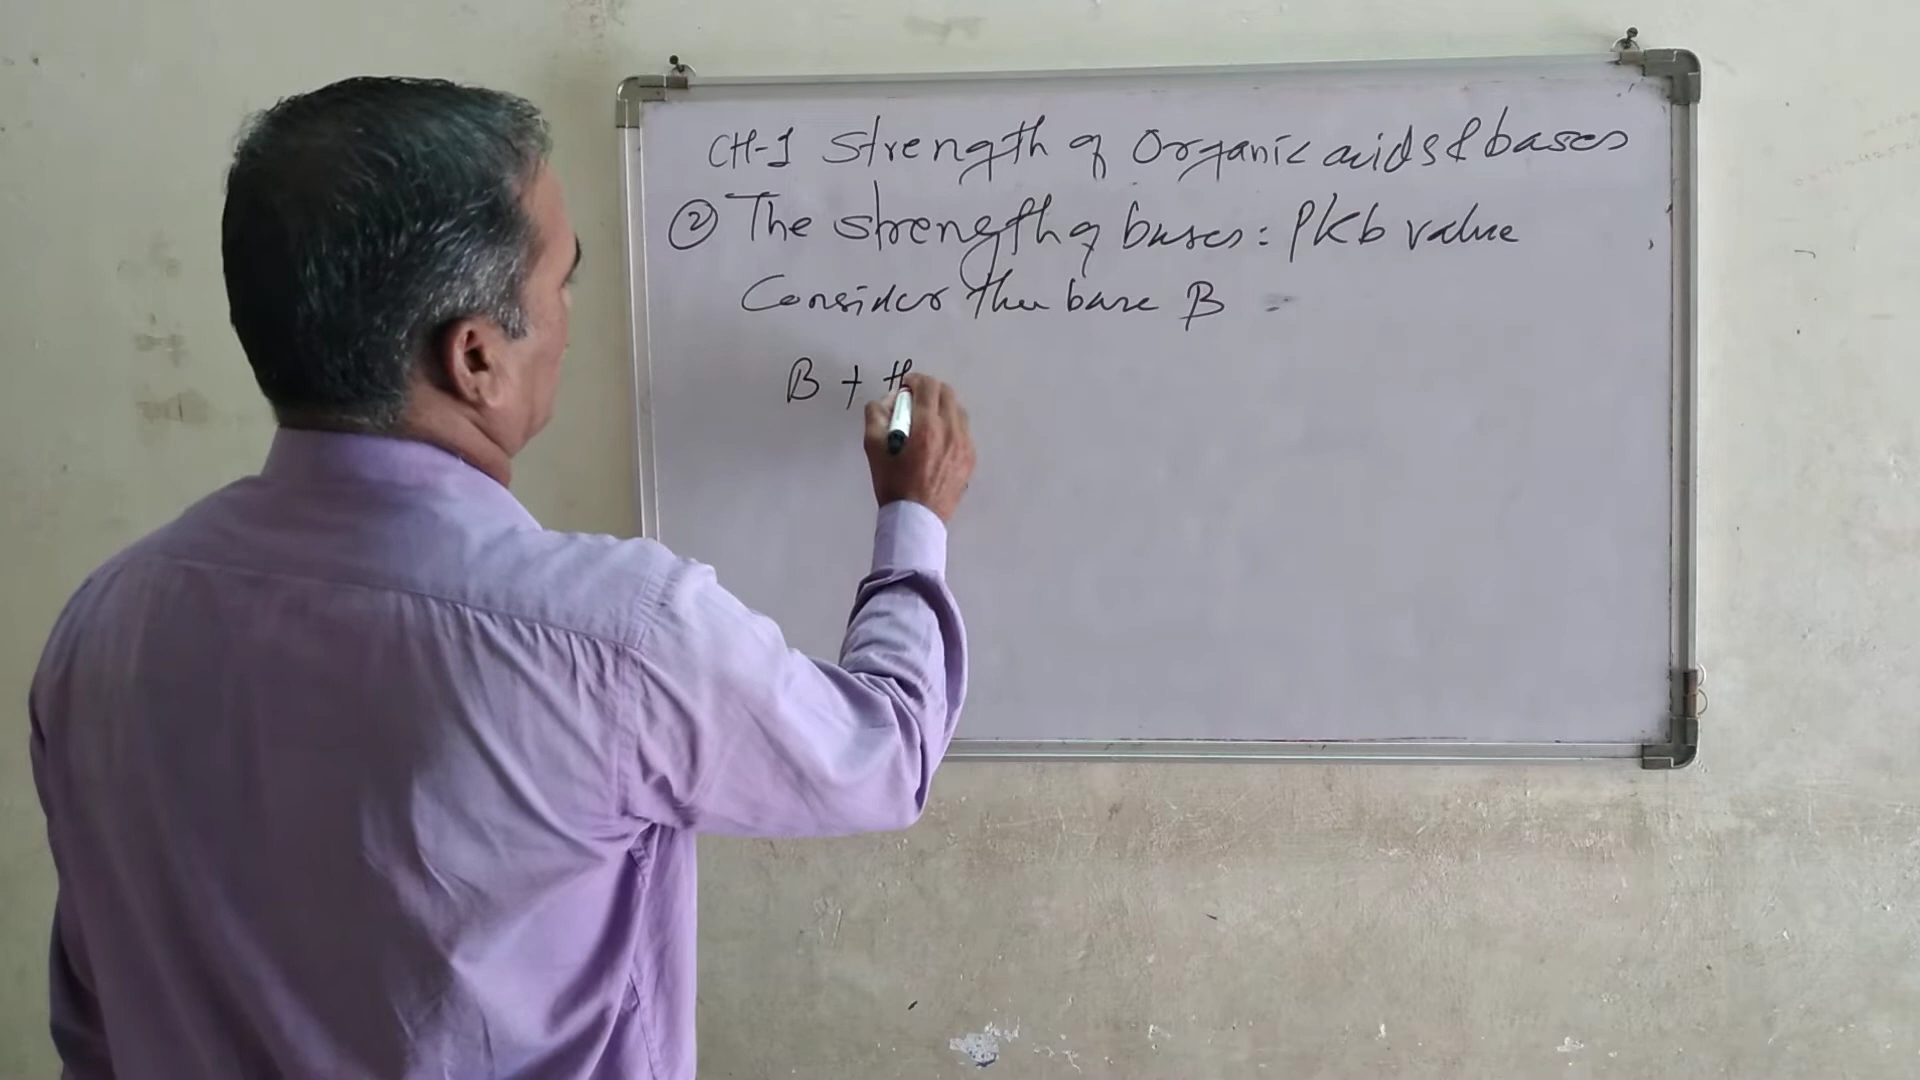 CH-1 Strength of Organic acids & bases
② The strength of bases: PKb value
Consider the base B
B + H